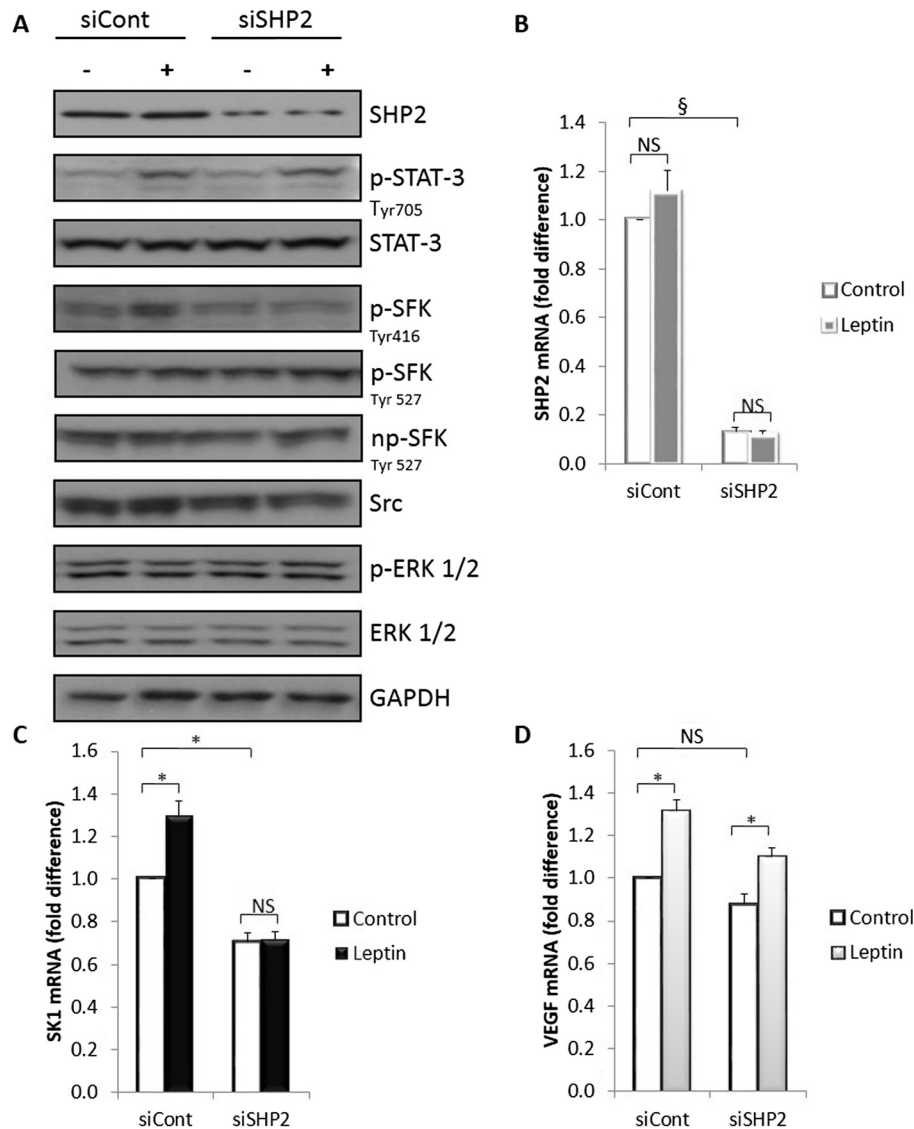 A
siCont siSHP2
- + - +
SHP2
p-STAT-3
Tyr705
STAT-3
p-SFK
Tyr416
p-SFK
Tyr 527
np-SFK
Tyr 527
Src
p-ERK 1/2
ERK 1/2
GAPDH
B
SHP2 mRNA (fold difference)
1.4
1.2
1.0
0.8
0.6
0.4
0.2
0.0
§
NS
NS
siCont siSHP2
Control
Leptin
C
SK1 mRNA (fold difference)
1.6
1.4
1.2
1.0
0.8
0.6
0.4
0.2
0.0
*
*
NS
siCont siSHP2
Control
Leptin
D
VEGF mRNA (fold difference)
1.6
1.4
1.2
1.0
0.8
0.6
0.4
0.2
0.0
NS
*
*
siCont siSHP2
Control
Leptin